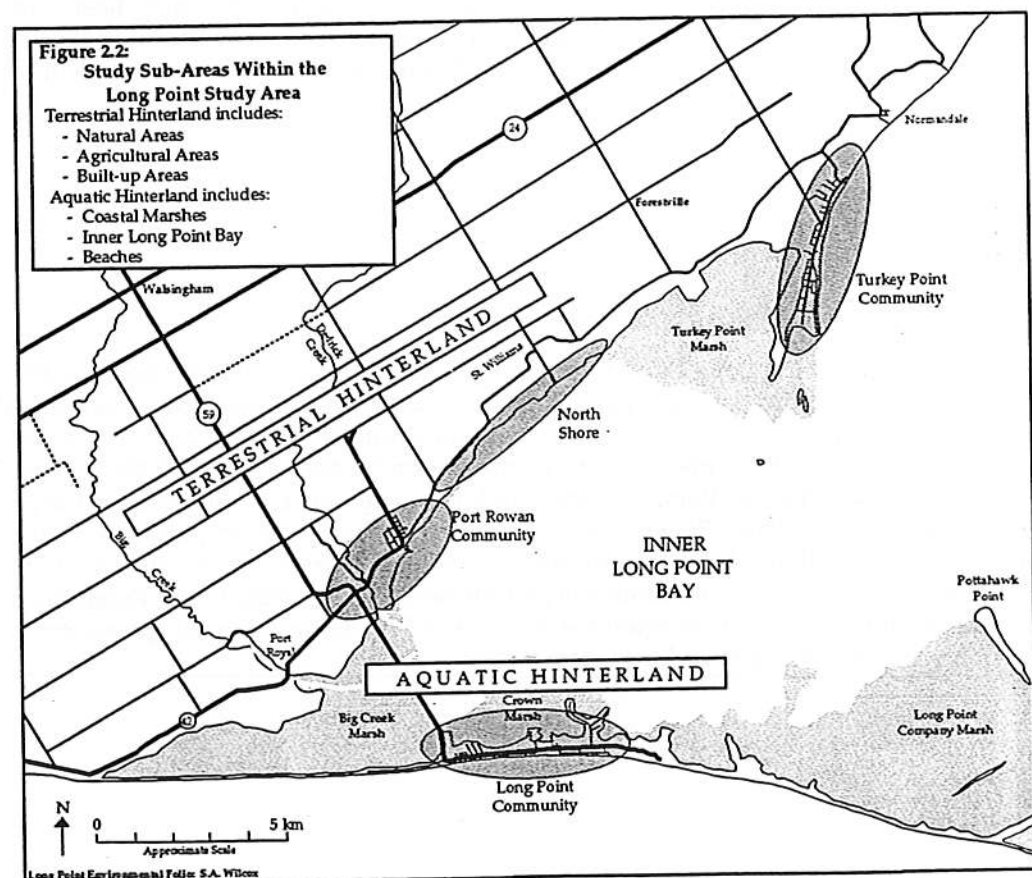 Figure 2.2:
Study Sub-Areas Within the
Long Point Study Area
Terrestrial Hinterland includes:
- Natural Areas
- Agricultural Areas
- Built-up Areas
Aquatic Hinterland includes:
- Coastal Marshes
- Inner Long Point Bay
- Beaches
24
Normandale
Forestville
Walsingham
Turkey Point
Community
Dedrick
Creek
Turkey Point
Marsh
TERRESTRIAL HINTERLAND
St. Williams
59
North
Shore
Port Rowan
Community
INNER
LONG POINT
BAY
Big
Creek
Pottahawk
Point
Port
Royal
AQUATIC HINTERLAND
42
Big Creek
Marsh
Crown
Marsh
Long Point
Company Marsh
Long Point
Community
N
0 5 km
Approximate Scale
Long Point Environmental Folio: S.A. Wilcox